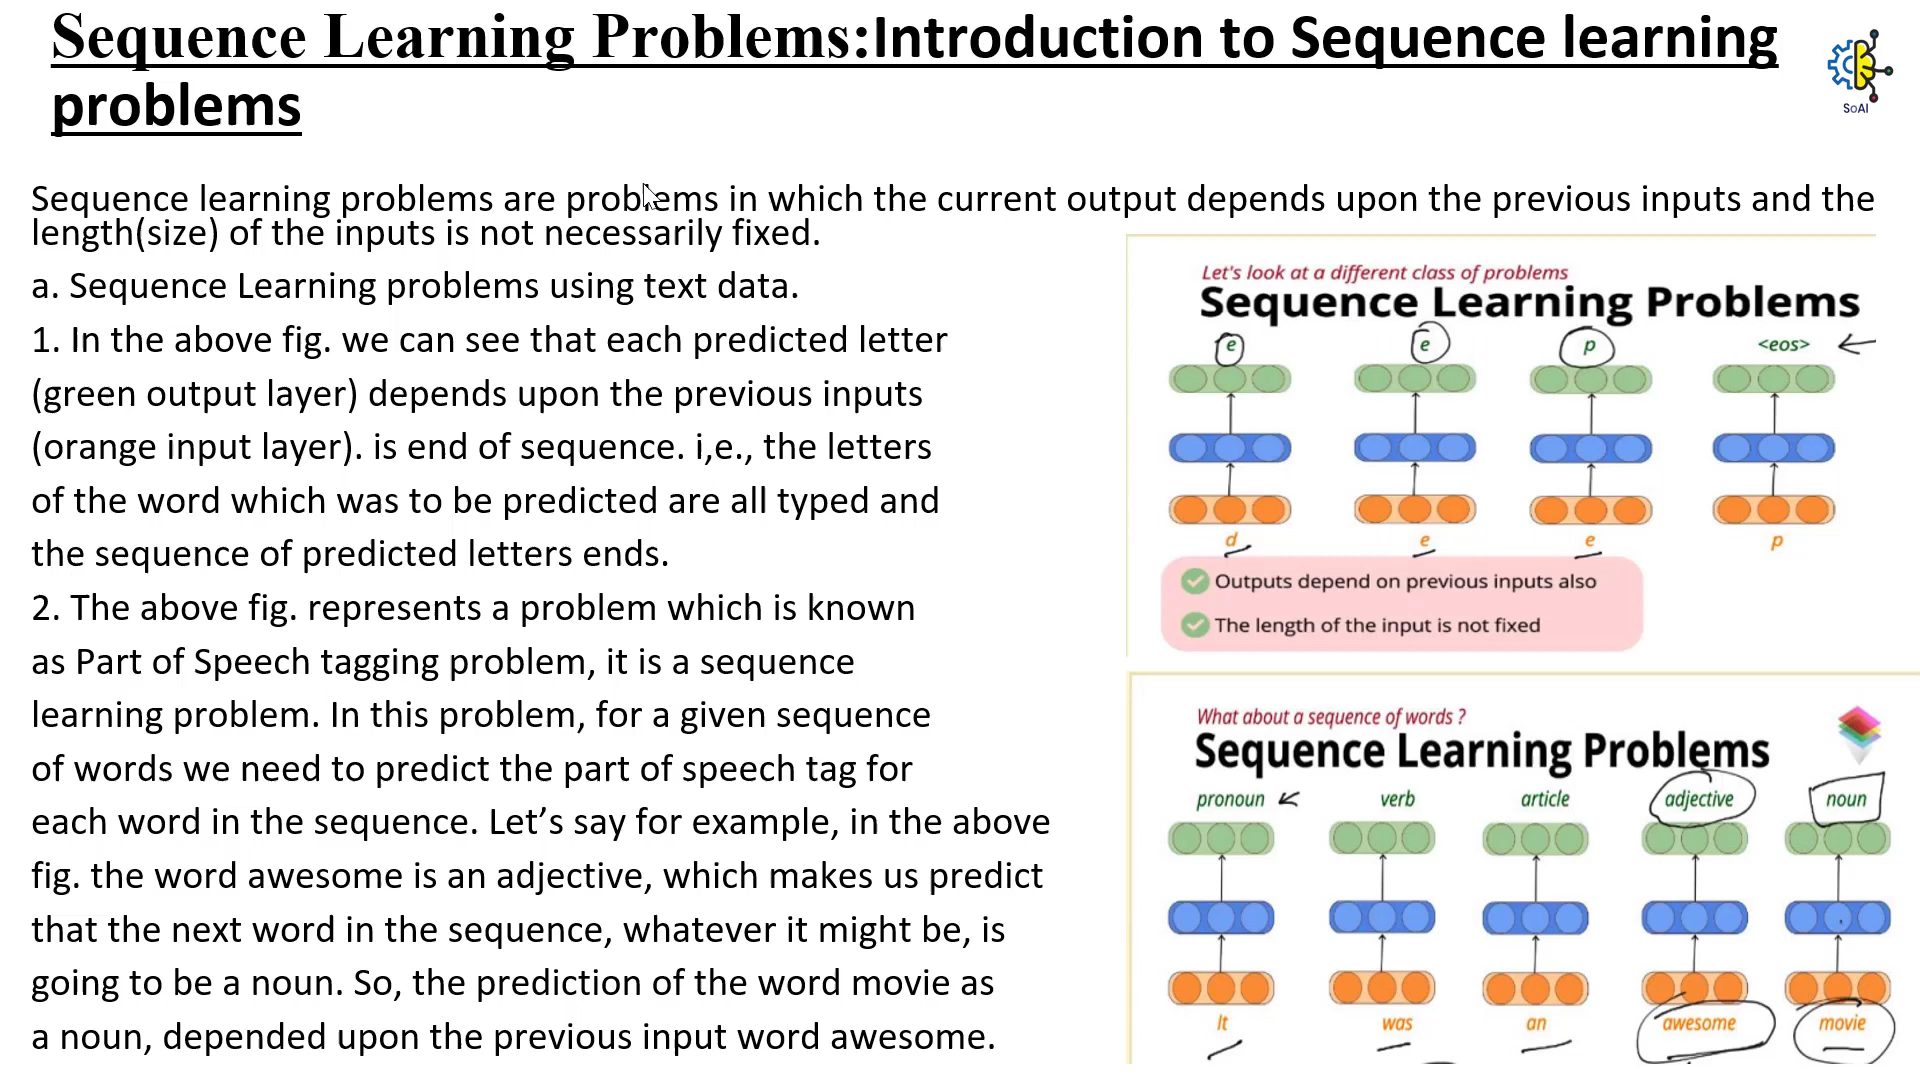 Sequence Learning Problems:Introduction to Sequence learning
problems
SoAI
Sequence learning problems are problems in which the current output depends upon the previous inputs and the
length(size) of the inputs is not necessarily fixed.
a. Sequence Learning problems using text data.
1. In the above fig. we can see that each predicted letter
(green output layer) depends upon the previous inputs
(orange input layer). is end of sequence. i,e., the letters
of the word which was to be predicted are all typed and
the sequence of predicted letters ends.
2. The above fig. represents a problem which is known
as Part of Speech tagging problem, it is a sequence
learning problem. In this problem, for a given sequence
of words we need to predict the part of speech tag for
each word in the sequence. Let’s say for example, in the above
fig. the word awesome is an adjective, which makes us predict
that the next word in the sequence, whatever it might be, is
going to be a noun. So, the prediction of the word movie as
a noun, depended upon the previous input word awesome.
Let's look at a different class of problems
Sequence Learning Problems
e e p <eos>
d e e p
Outputs depend on previous inputs also
The length of the input is not fixed
What about a sequence of words ?
Sequence Learning Problems
pronoun verb article adjective noun
It was an awesome movie